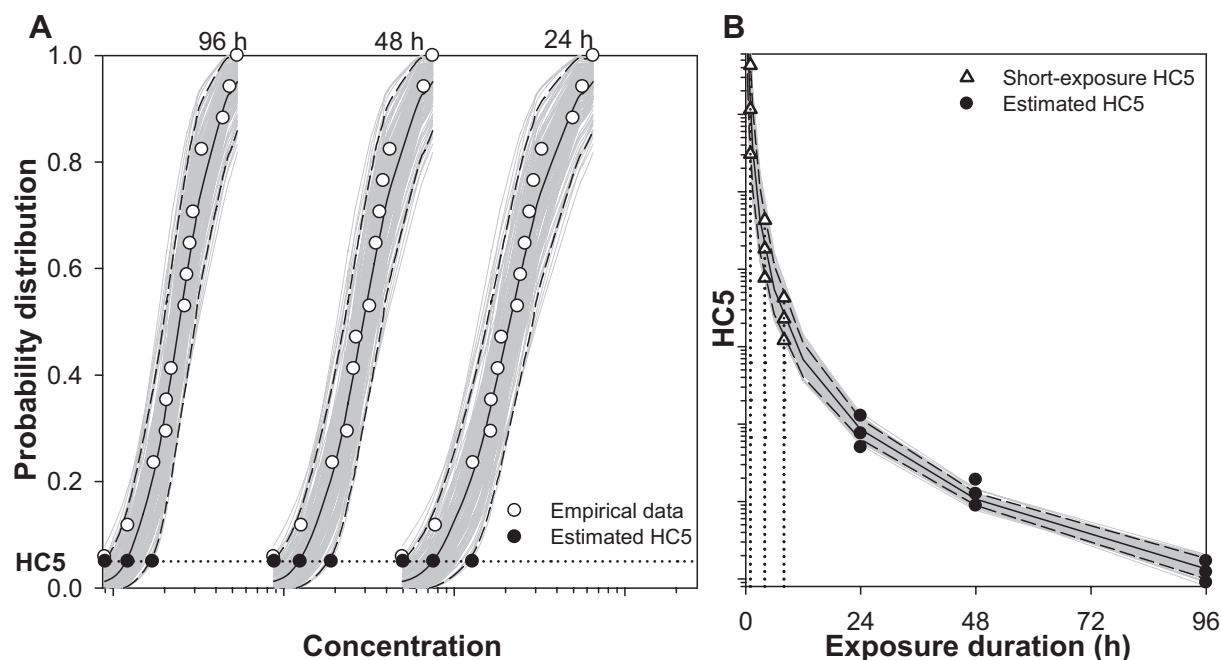 A
96 h
48 h
24 h
1.0
0.8
0.6
0.4
0.2
HC5
0.0
Probability distribution
Empirical data
Estimated HC5
Concentration
B
Short-exposure HC5
Estimated HC5
HC5
0 24 48 72 96
Exposure duration (h)